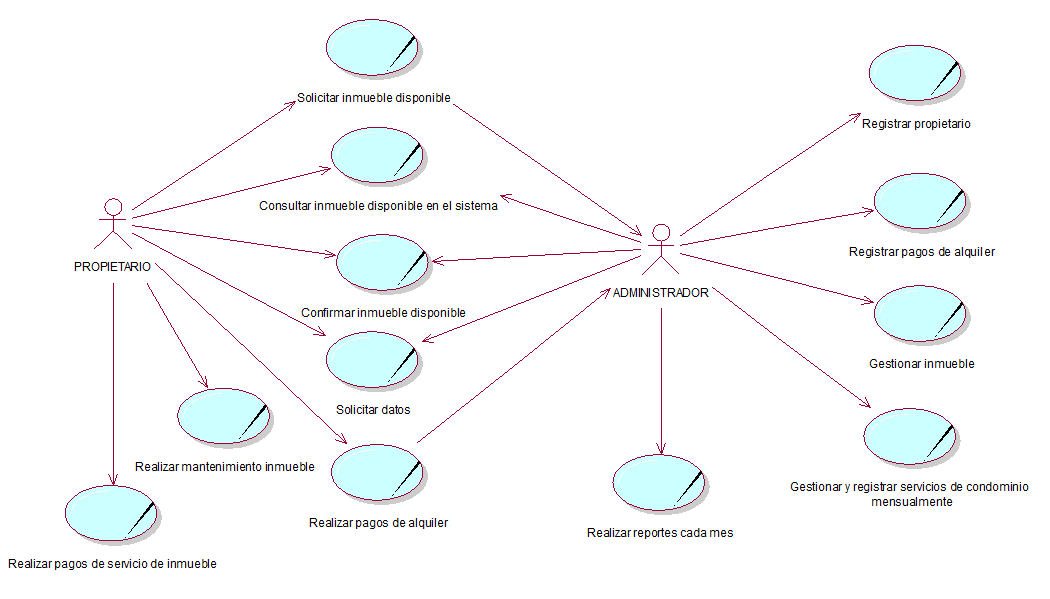 Solicitar inmueble disponible
Registrar propietario
Consultar inmueble disponible en el sistema
Registrar pagos de alquiler
PROPIETARIO
ADMINISTRADOR
Confirmar inmueble disponible
Gestionar inmueble
Solicitar datos
Realizar mantenimiento inmueble
Gestionar y registrar servicios de condominio
mensualmente
Realizar pagos de alquiler
Realizar reportes cada mes
Realizar pagos de servicio de inmueble